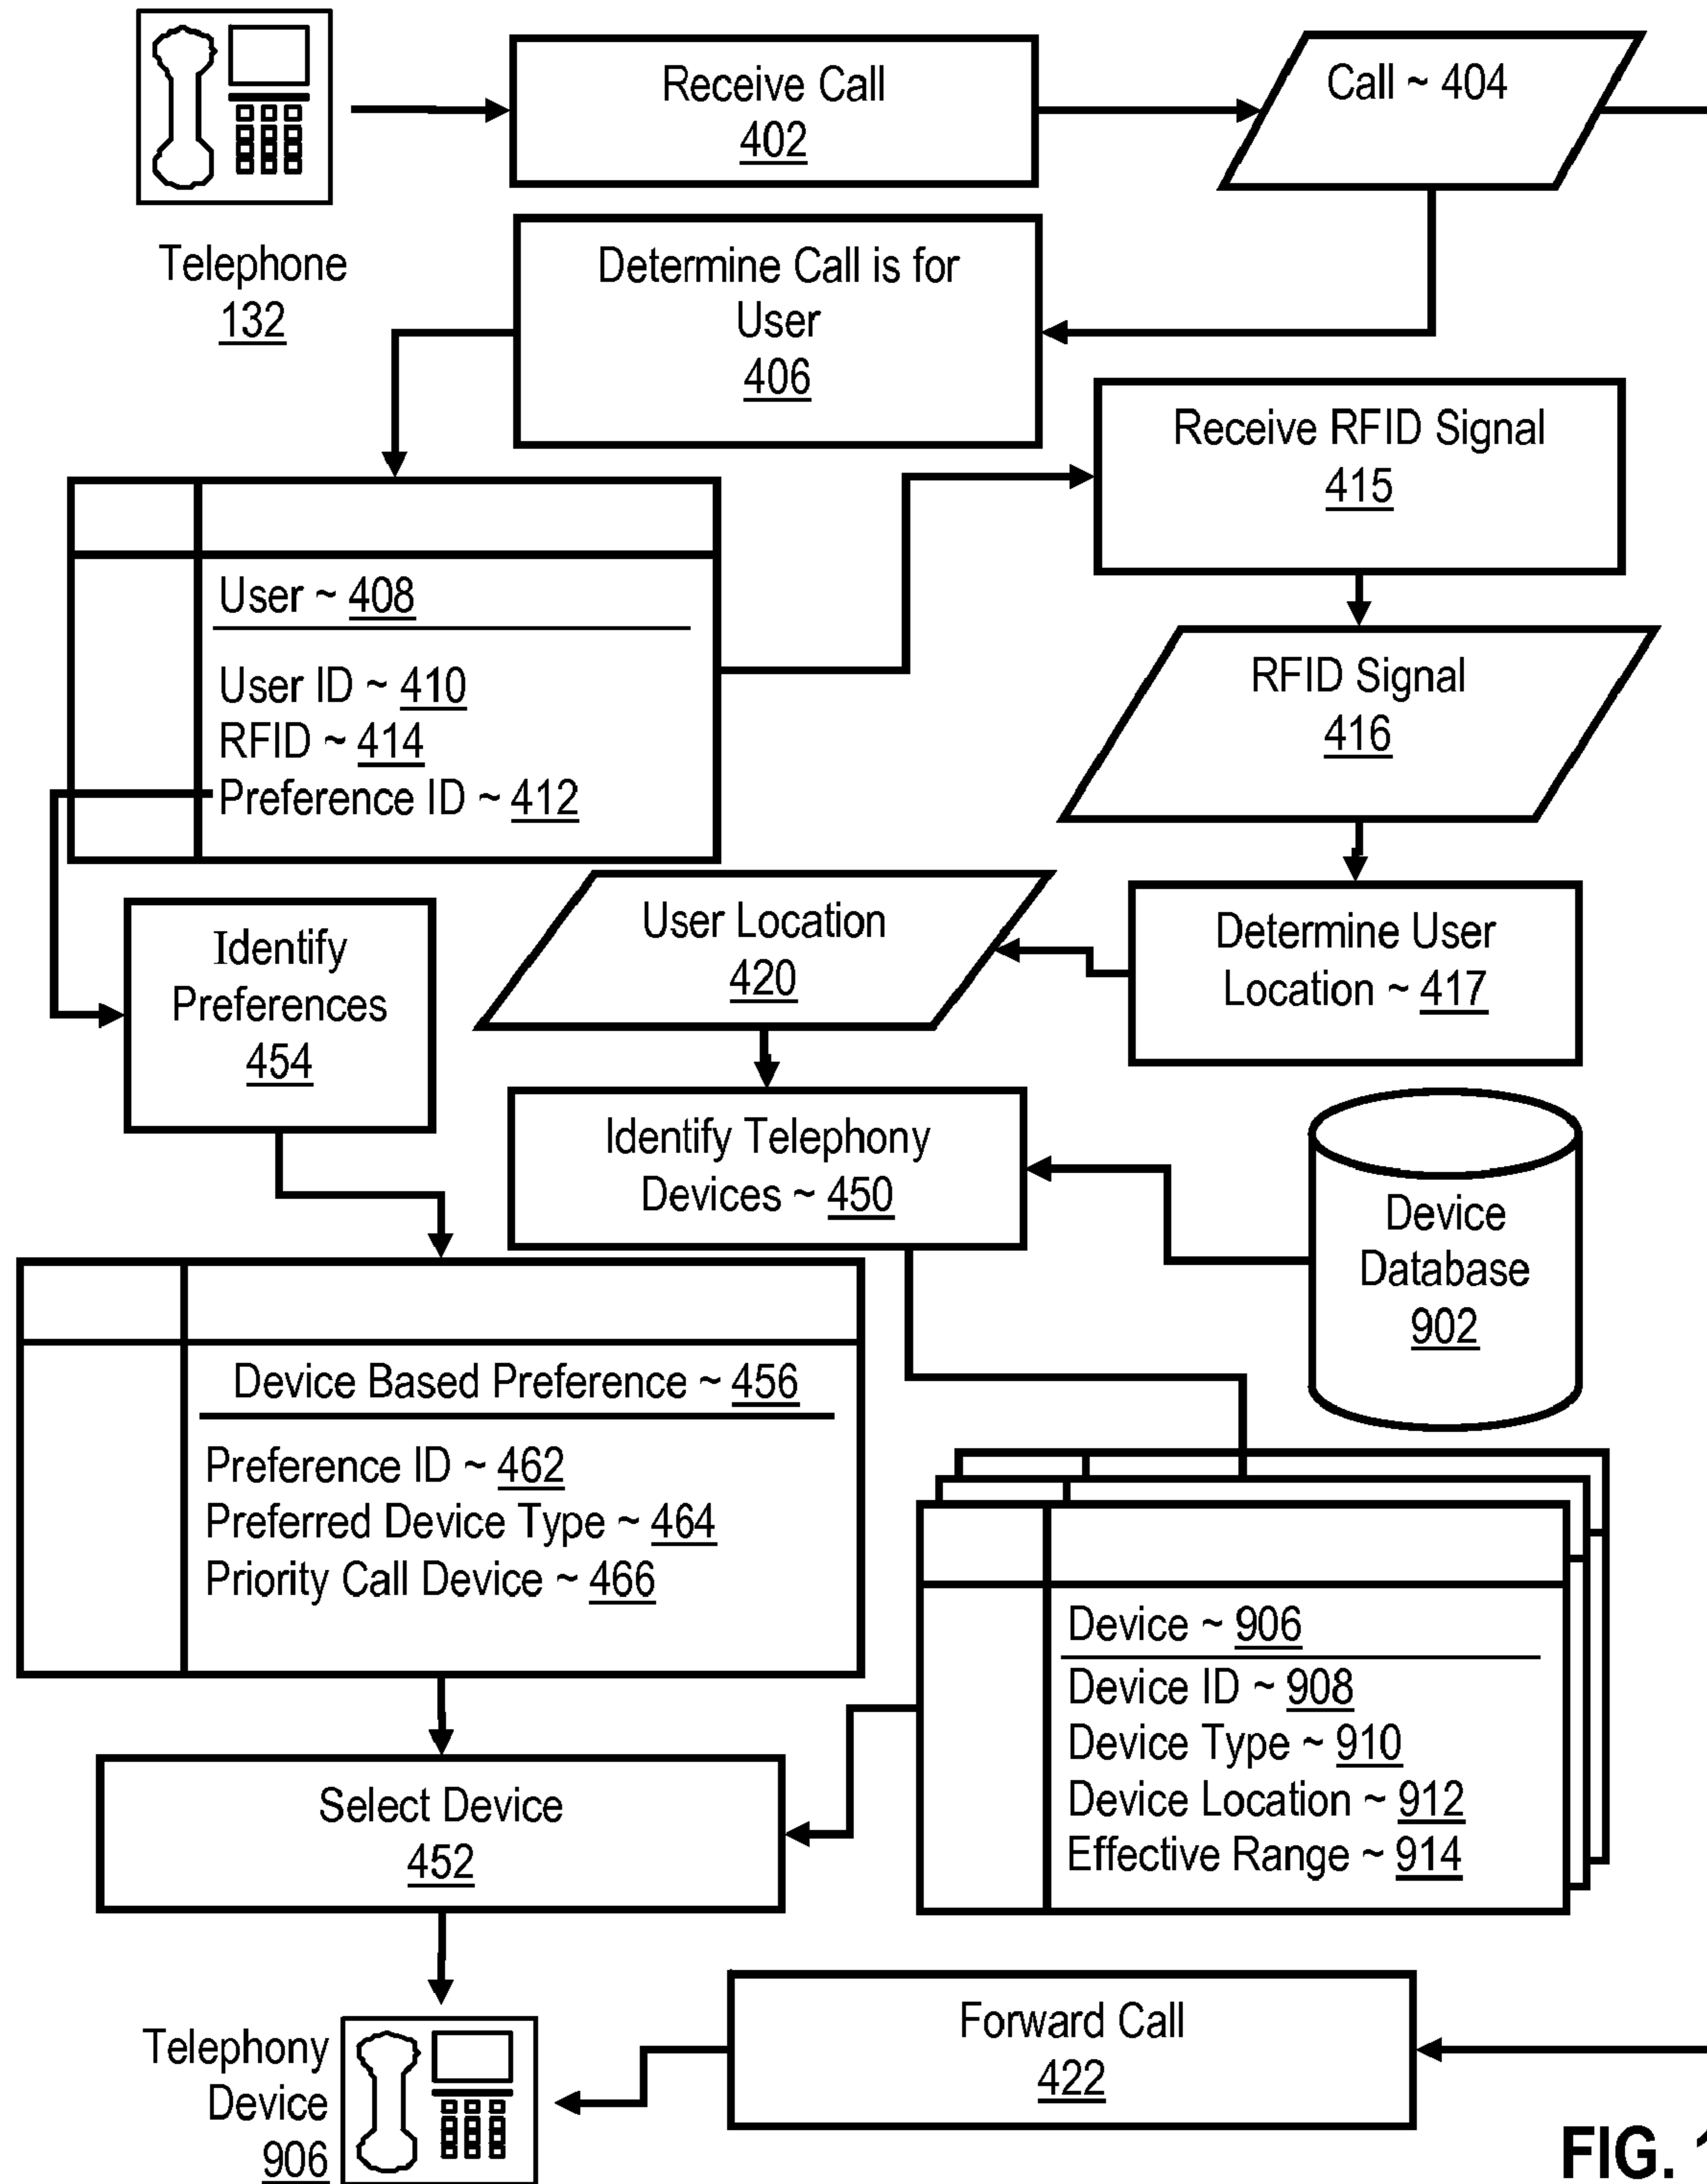 Receive Call
402
Call ~ 404
Telephone
132
Determine Call is for
User
406
Receive RFID Signal
415
User ~ 408
User ID ~ 410
RFID ~ 414
Preference ID ~ 412
RFID Signal
416
User Location
420
Determine User
Location ~ 417
Identify
Preferences
454
Identify Telephony
Devices ~ 450
Device
Database
902
Device Based Preference ~ 456
Preference ID ~ 462
Preferred Device Type ~ 464
Priority Call Device ~ 466
Device ~ 906
Device ID ~ 908
Device Type ~ 910
Device Location ~ 912
Effective Range ~ 914
Select Device
452
Forward Call
422
Telephony
Device
906
FIG.